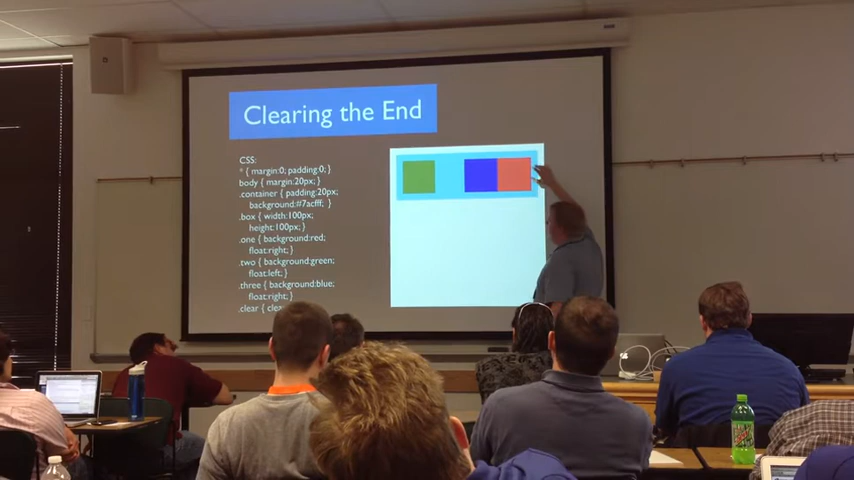 Clearing the End
CSS:
* { margin:0; padding:0; }
body { margin:20px; }
.container { padding:20px;
background:#7acfff; }
.box { width:100px;
height:100px; }
.one { background:red;
float:right; }
.two { background:green;
float:left; }
.three { background:blue;
float:right; }
.clear {